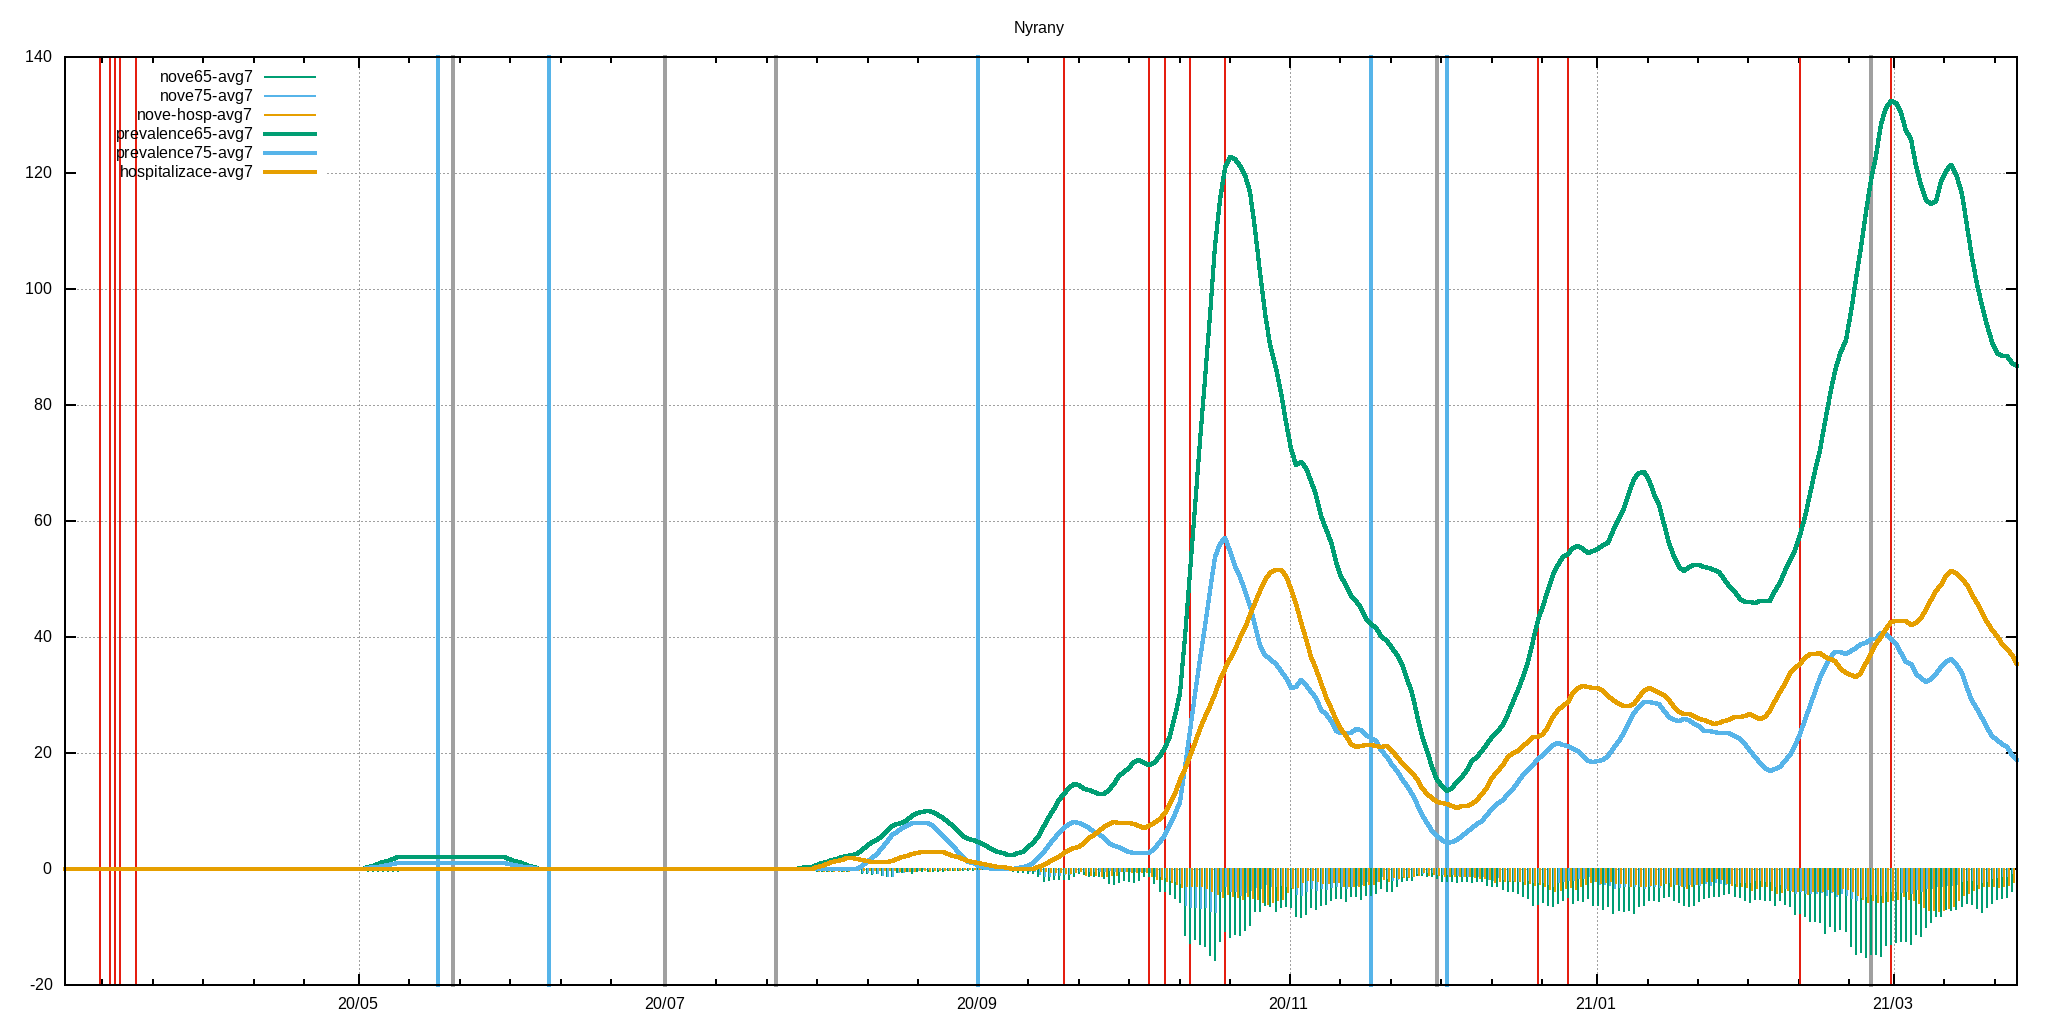 Nyrany
140
120
100
80
60
40
20
0
-20
nove65-avg7
nove75-avg7
nove-hosp-avg7
prevalence65-avg7
prevalence75-avg7
hospitalizace-avg7
20/05 20/07 20/09 20/11 21/01 21/03